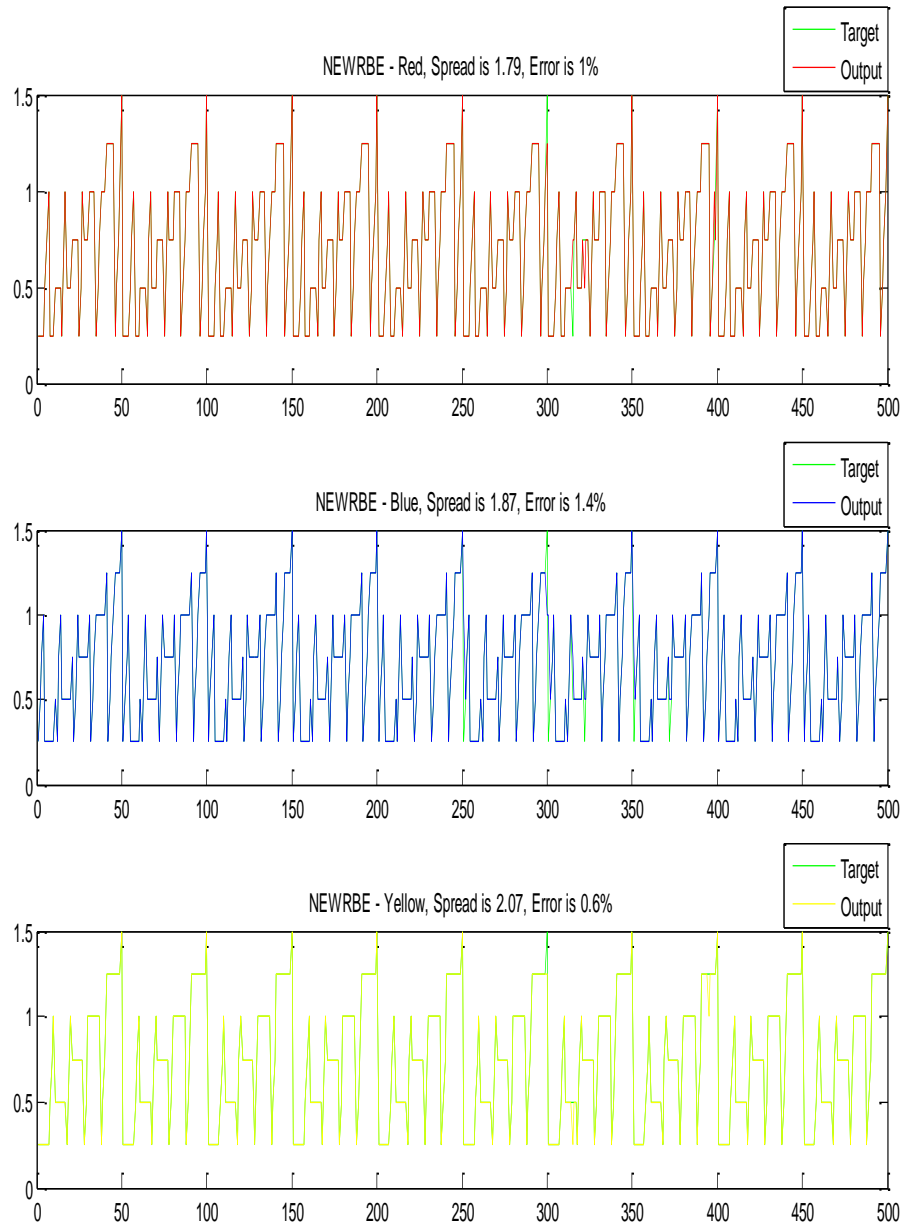 Target
Output
NEWRBE - Red, Spread is 1.79, Error is 1%
1.5
1
0.5
0
0 50 100 150 200 250 300 350 400 450 500
Target
Output
NEWRBE - Blue, Spread is 1.87, Error is 1.4%
1.5
1
0.5
0
0 50 100 150 200 250 300 350 400 450 500
Target
Output
NEWRBE - Yellow, Spread is 2.07, Error is 0.6%
1.5
1
0.5
0
0 50 100 150 200 250 300 350 400 450 500